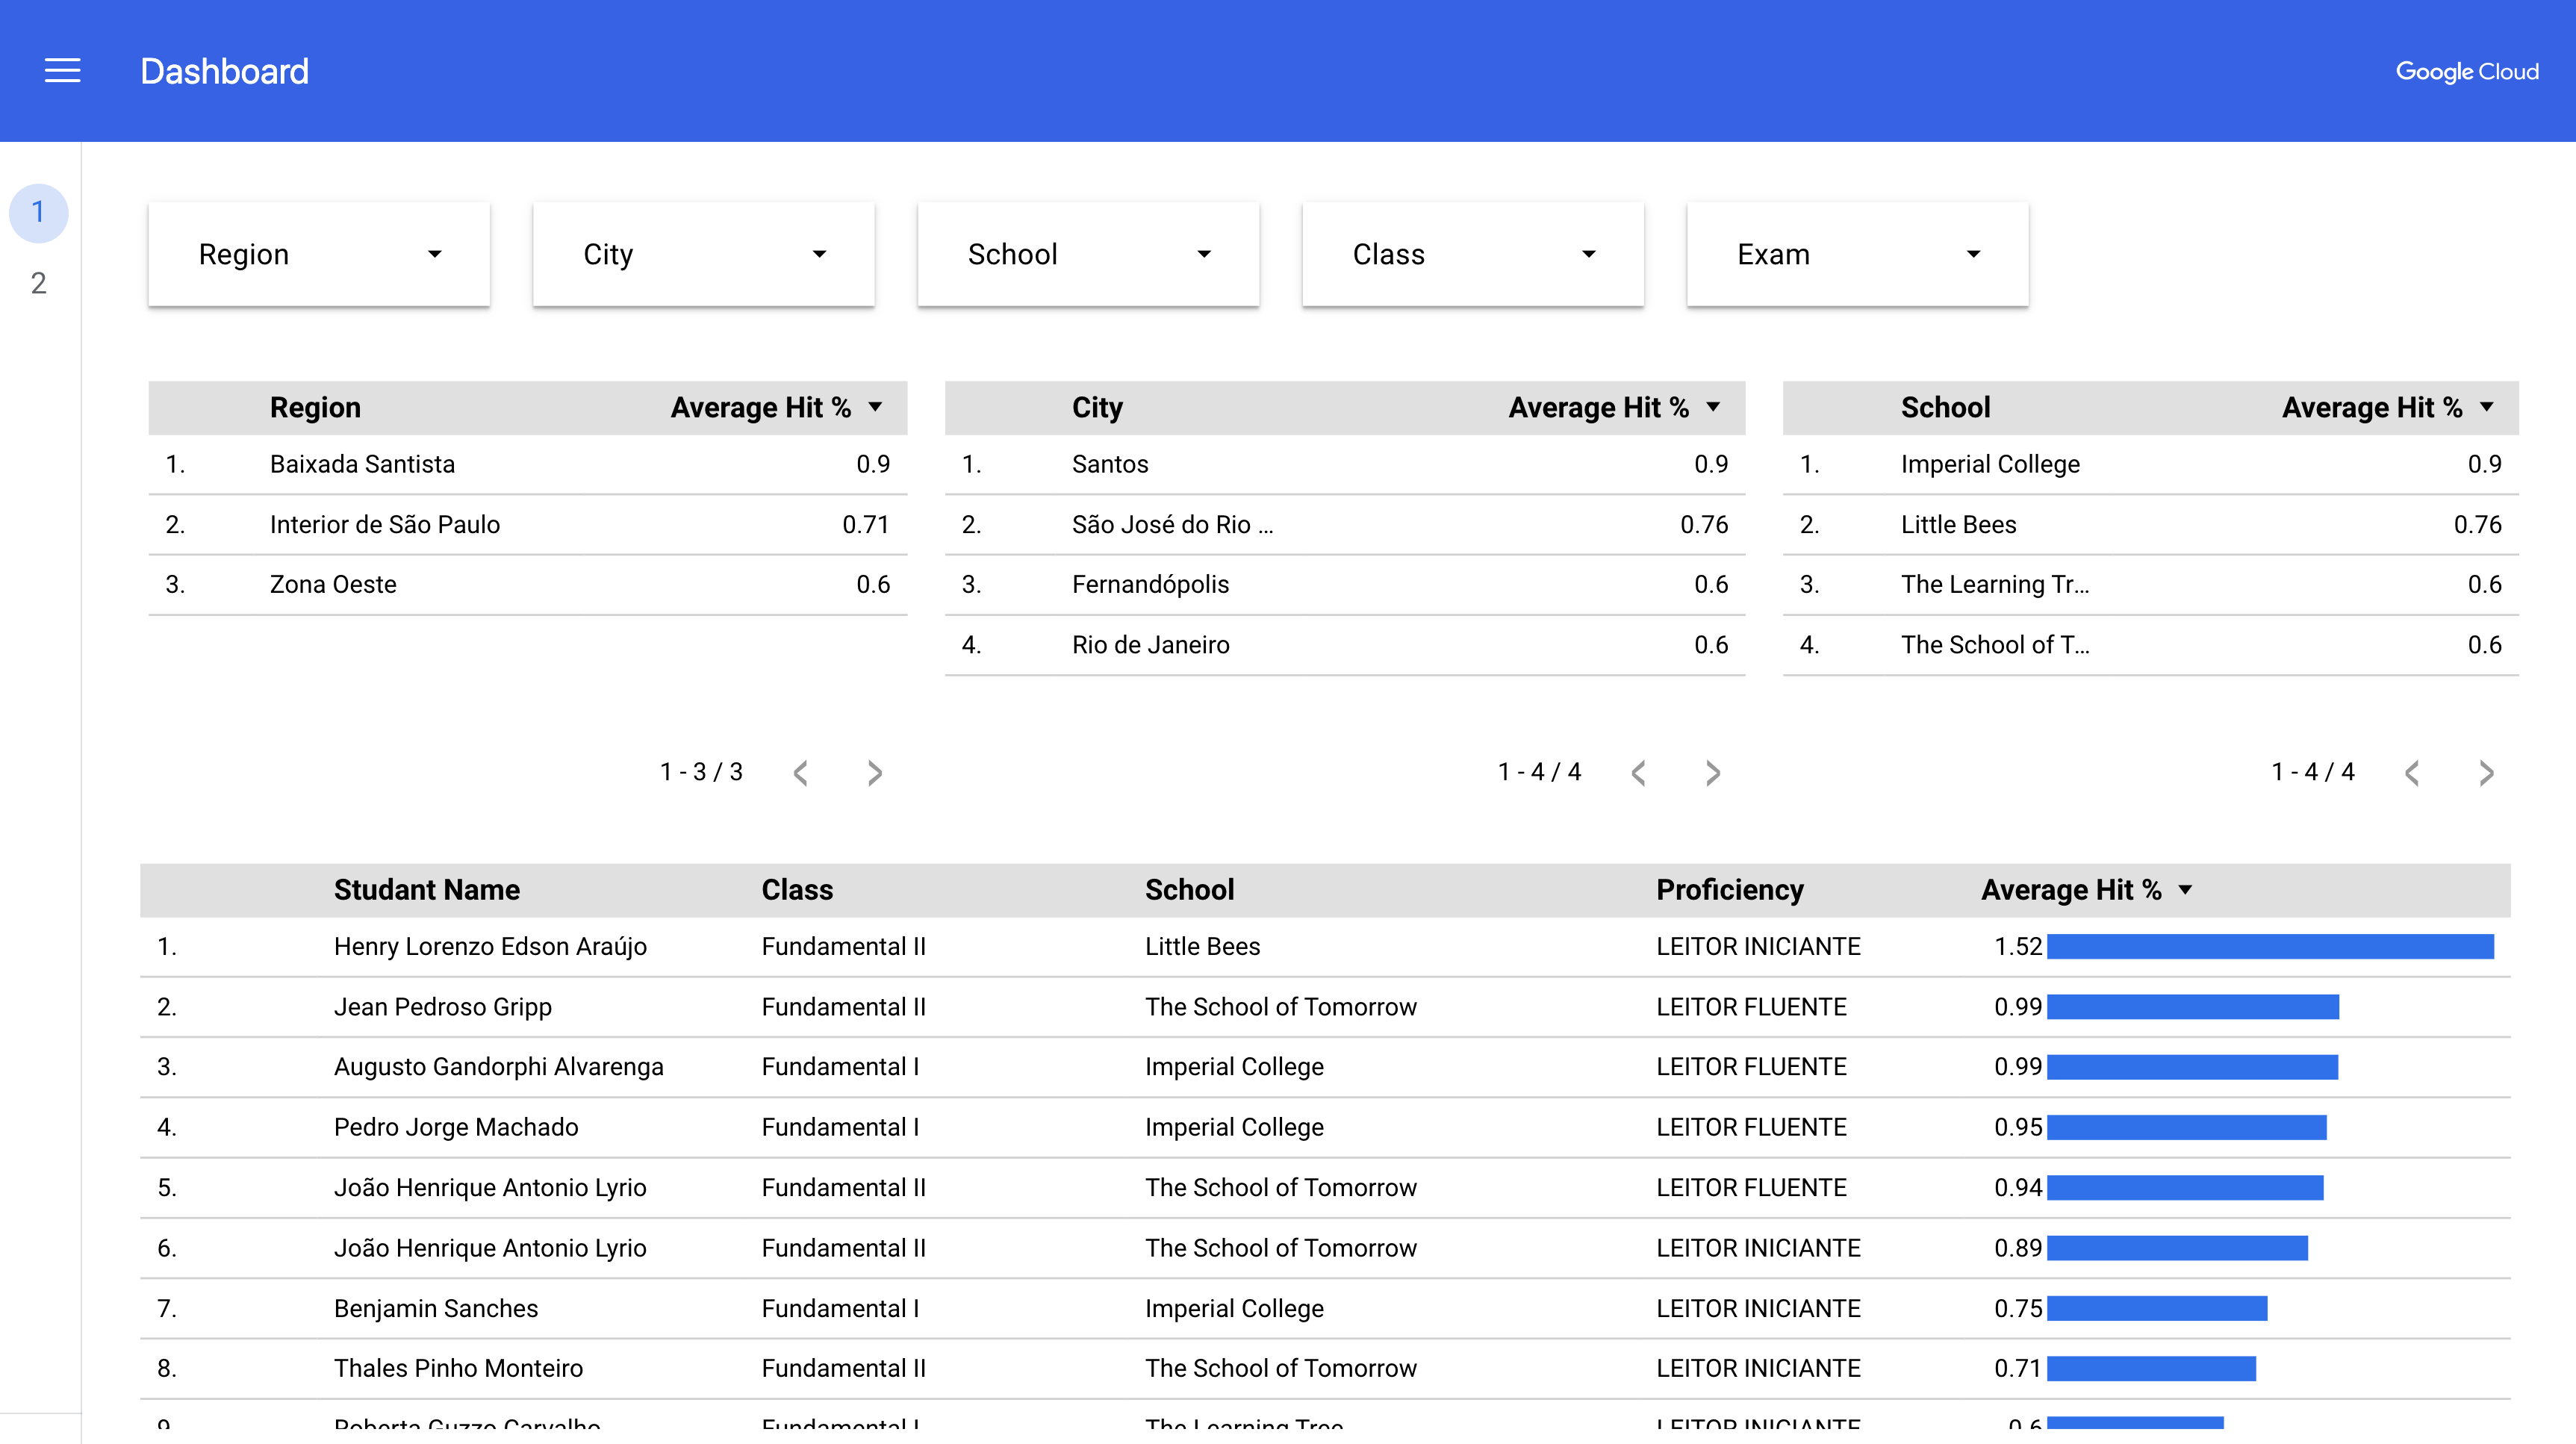 Dashboard
Google Cloud
1
2
Region City School Class Exam
Region Average Hit %
1. Baixada Santista 0.9
2. Interior de São Paulo 0.71
3. Zona Oeste 0.6
1 - 3 / 3
City Average Hit %
1. Santos 0.9
2. São José do Rio ... 0.76
3. Fernandópolis 0.6
4. Rio de Janeiro 0.6
1 - 4 / 4
School Average Hit %
1. Imperial College 0.9
2. Little Bees 0.76
3. The Learning Tr... 0.6
4. The School of T... 0.6
1 - 4 / 4
Studant Name Class School Proficiency Average Hit %
1. Henry Lorenzo Edson Araújo Fundamental II Little Bees LEITOR INICIANTE 1.52
2. Jean Pedroso Gripp Fundamental II The School of Tomorrow LEITOR FLUENTE 0.99
3. Augusto Gandorphi Alvarenga Fundamental I Imperial College LEITOR FLUENTE 0.99
4. Pedro Jorge Machado Fundamental I Imperial College LEITOR FLUENTE 0.95
5. João Henrique Antonio Lyrio Fundamental II The School of Tomorrow LEITOR FLUENTE 0.94
6. João Henrique Antonio Lyrio Fundamental II The School of Tomorrow LEITOR INICIANTE 0.89
7. Benjamin Sanches Fundamental I Imperial College LEITOR INICIANTE 0.75
8. Thales Pinho Monteiro Fundamental II The School of Tomorrow LEITOR INICIANTE 0.71
9. Roberta Guzzo Carvalho Fundamental I The Learning Tree LEITOR INICIANTE 0.6